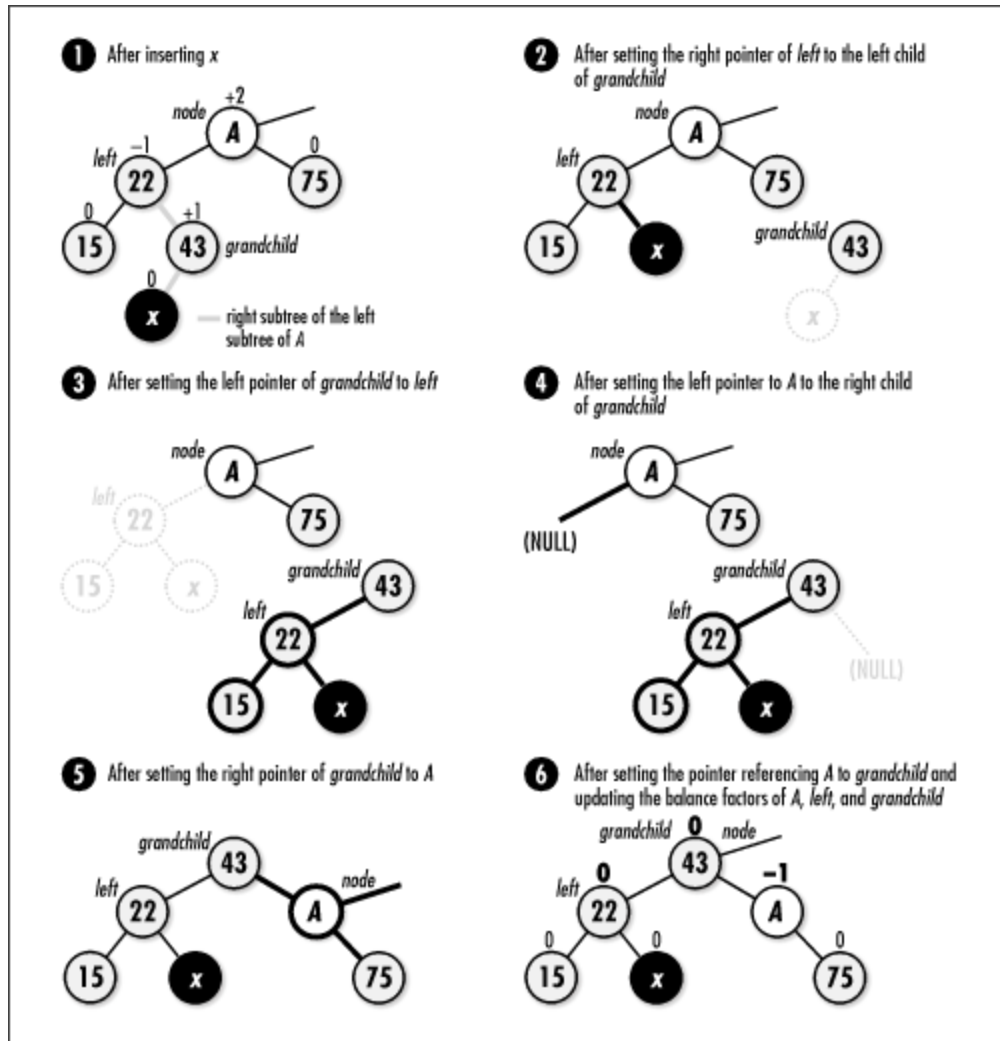 1 After inserting x
+2
node
A
−1
left
0
22
75
0
+1
15
43
grandchild
0
x
right subtree of the left
subtree of A
2 After setting the right pointer of left to the left child
of grandchild
node
A
left
22
75
15
x
grandchild
43
x
3 After setting the left pointer of grandchild to left
node
A
left
22
75
15
x
grandchild
43
left
22
15
x
4 After setting the left pointer to A to the right child
of grandchild
node
A
75
(NULL)
grandchild
43
left
22
(NULL)
15
x
5 After setting the right pointer of grandchild to A
grandchild
43
left
node
22
A
15
x
75
6 After setting the pointer referencing A to grandchild and
updating the balance factors of A, left, and grandchild
grandchild 0 node
43
left 0
−1
22
A
0
0
0
15
x
75